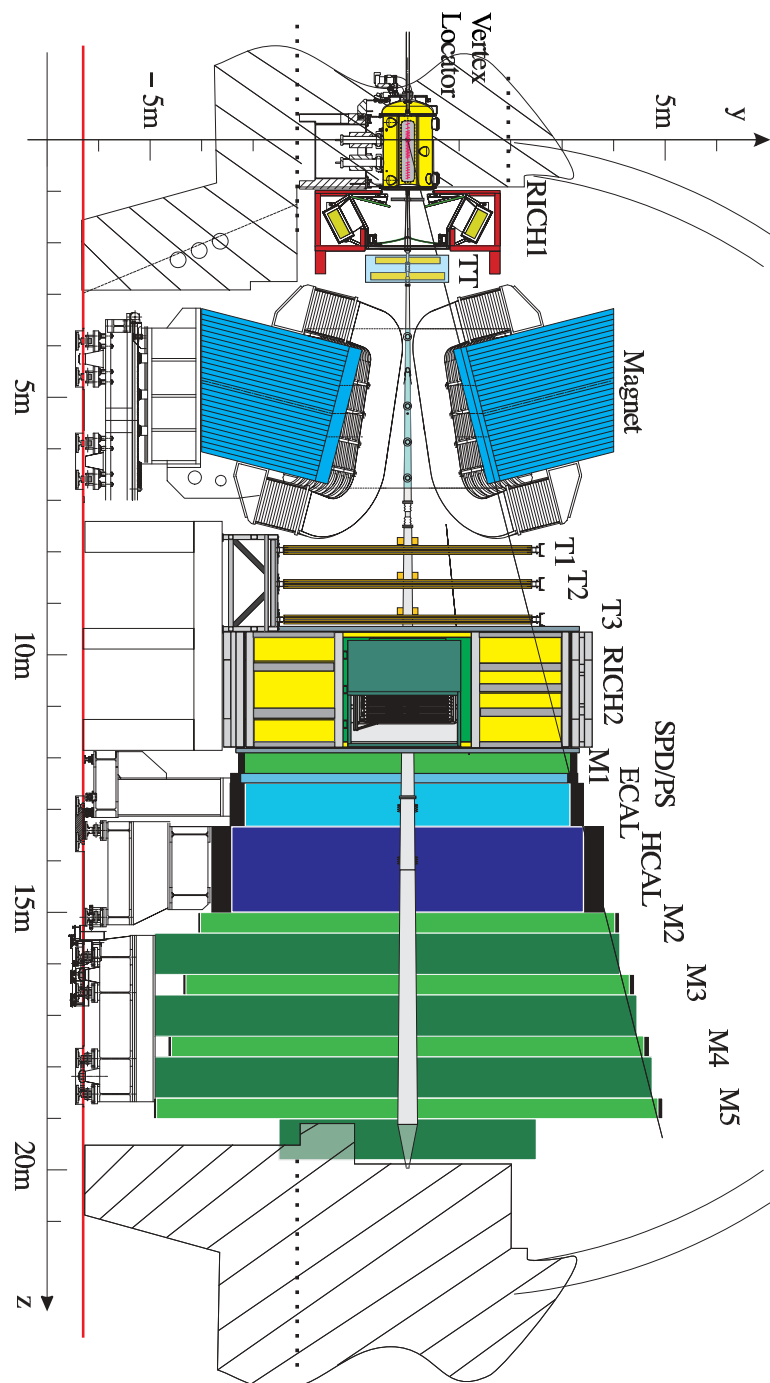 Vertex
Locator
− 5m
5m
y
RICH1
TT
Magnet
5m
T1
T2
T3
10m
RICH2
SPD/PS
M1
ECAL
HCAL
15m
M2
M3
M4
M5
20m
z